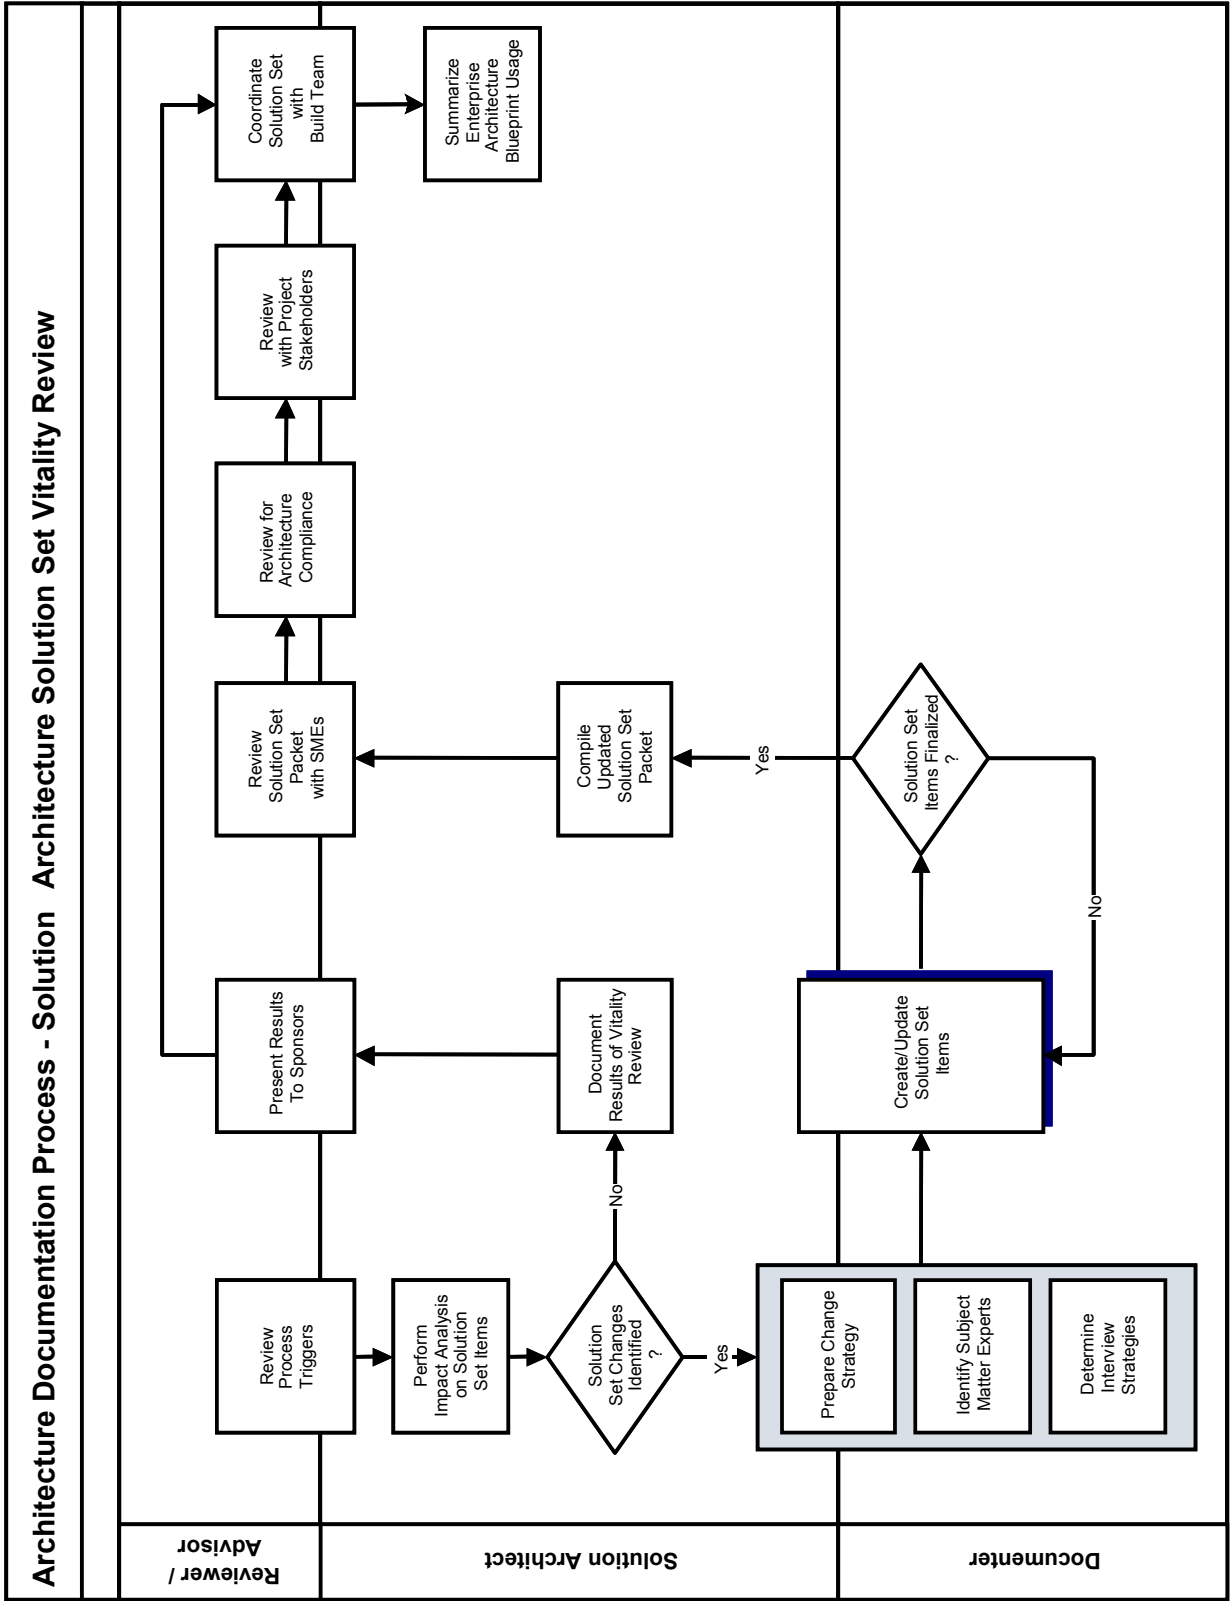 Architecture Documentation Process - Solution Architecture Solution Set Vitality Review
Reviewer /
Advisor
Solution Architect
Documenter
Review
Process
Triggers
Perform
Impact Analysis
on Solution
Set Items
Solution
Set Changes
Identified
?
No
Yes
Prepare Change
Strategy
Identify Subject
Matter Experts
Determine
Interview
Strategies
Present Results
To Sponsors
Document
Results of Vitality
Review
Create/Update
Solution Set
Items
Review
Solution Set
Packet
with SMEs
Compile
Updated
Solution Set
Packet
Yes
Solution Set
Items Finalized
?
No
Review for
Architecture
Compliance
Review
with Project
Stakeholders
Coordinate
Solution Set
with
Build Team
Summarize
Enterprise
Architecture
Blueprint Usage